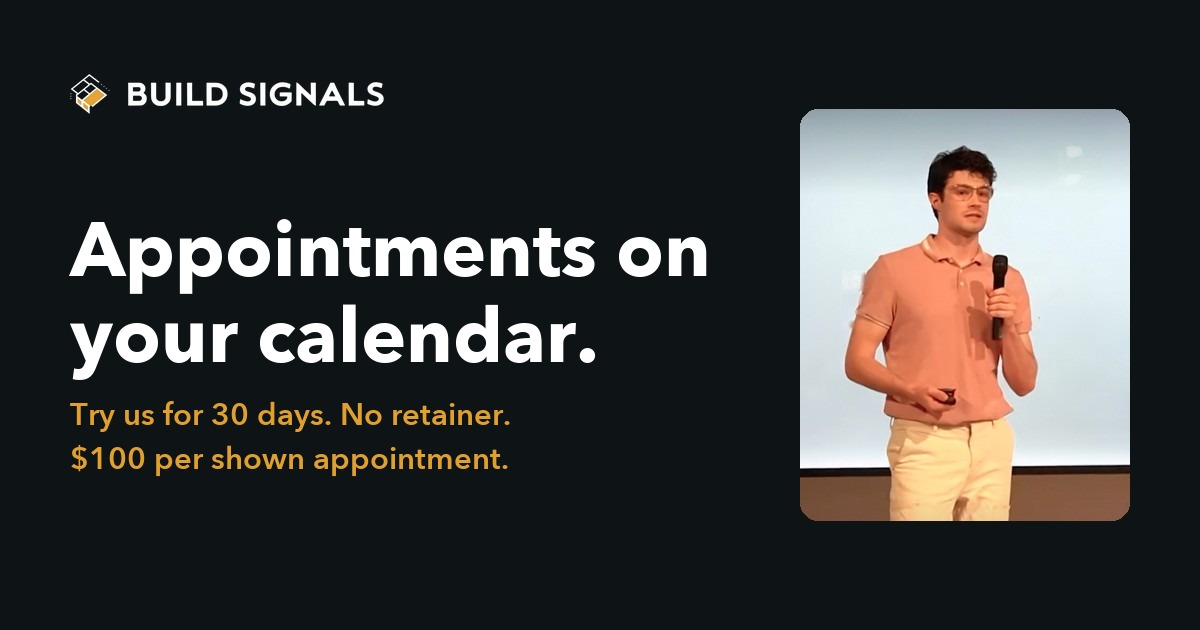 BUILD SIGNALS
Appointments on
your calendar.
Try us for 30 days. No retainer.
$100 per shown appointment.